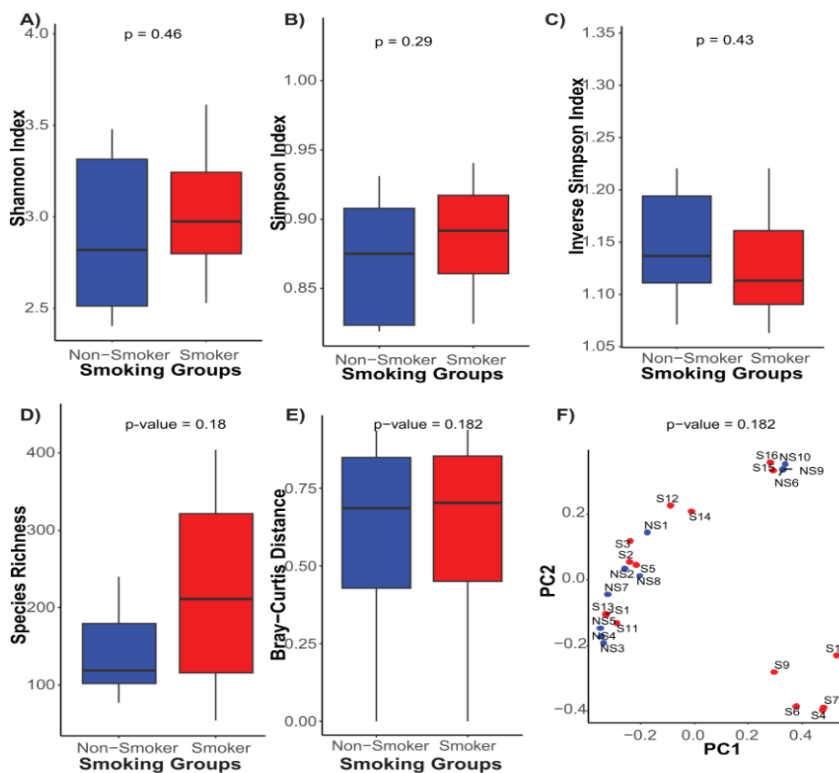 A)
p = 0.46
Shannon Index
4.0
3.5
3.0
2.5
Non-Smoker Smoker
Smoking Groups
B)
p = 0.29
Simpson Index
1.00
0.95
0.90
0.85
Non-Smoker Smoker
Smoking Groups
C)
p = 0.43
Inverse Simpson Index
1.35
1.30
1.25
1.20
1.15
1.10
1.05
Non-Smoker Smoker
Smoking Groups
D)
p-value = 0.18
Species Richness
400
300
200
100
Non-Smoker Smoker
Smoking Groups
E)
p-value = 0.182
Bray-Curtis Distance
0.75
0.50
0.25
0.00
Non-Smoker Smoker
Smoking Groups
F)
p-value = 0.182
PC2
0.2
0.0
-0.2
-0.4
S16 NS10
S15 NS9
NS6
S12
S14
NS1
S3
S2
S5
NS2 NS8
NS7
S13 S1
NS5
S11
NS4
NS3
S1
S9
S7
S6 S4
-0.2 0.0 0.2 0.4
PC1